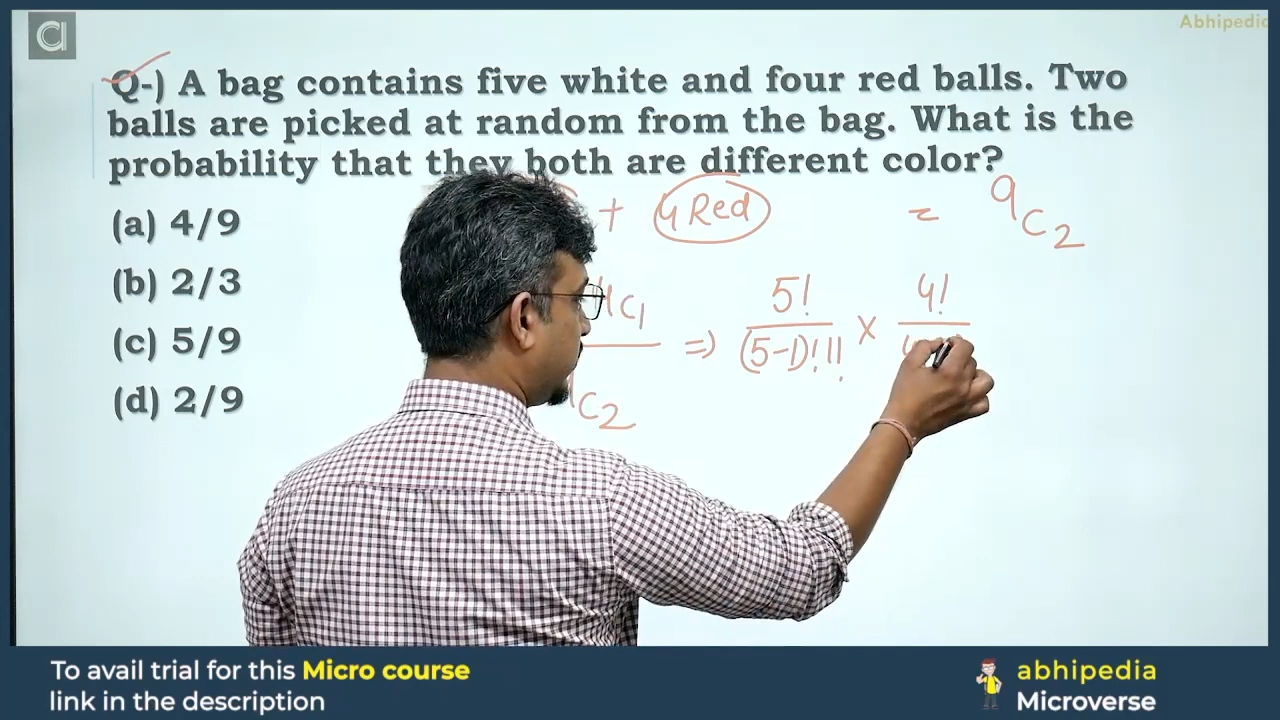 Abhipedia
Q-) A bag contains five white and four red balls. Two
balls are picked at random from the bag. What is the
probability that they both are different color?
+ 4 Red = 9C2
(a) 4/9
(b) 2/3
(c) 5/9
(d) 2/9
4C1
9C2
=> 5! / (5-1)! 1! × 4!
To avail trial for this Micro course
link in the description
abhipedia
Microverse